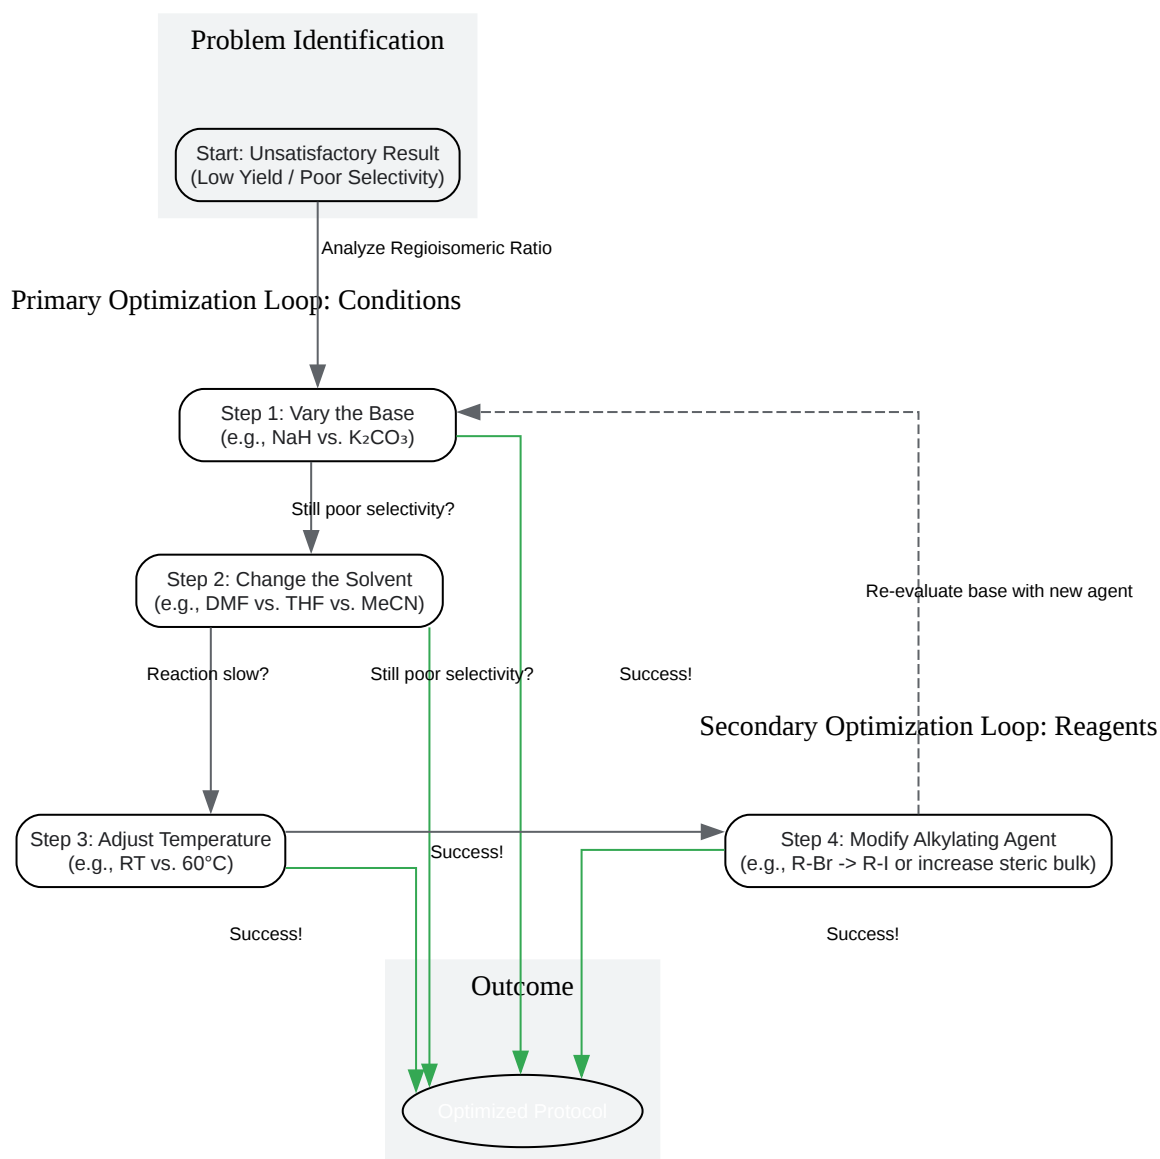 Problem Identification
Start: Unsatisfactory Result
(Low Yield / Poor Selectivity)
Analyze Regioisomeric Ratio
Primary Optimization Loop: Conditions
Step 1: Vary the Base
(e.g., NaH vs. K₂CO₃)
Still poor selectivity?
Step 2: Change the Solvent
(e.g., DMF vs. THF vs. MeCN)
Re-evaluate base with new agent
Reaction slow?
Still poor selectivity?
Success!
Secondary Optimization Loop: Reagents
Step 3: Adjust Temperature
(e.g., RT vs. 60°C)
Success!
Step 4: Modify Alkylating Agent
(e.g., R-Br -> R-I or increase steric bulk)
Success!
Success!
Outcome
Optimized Protocol